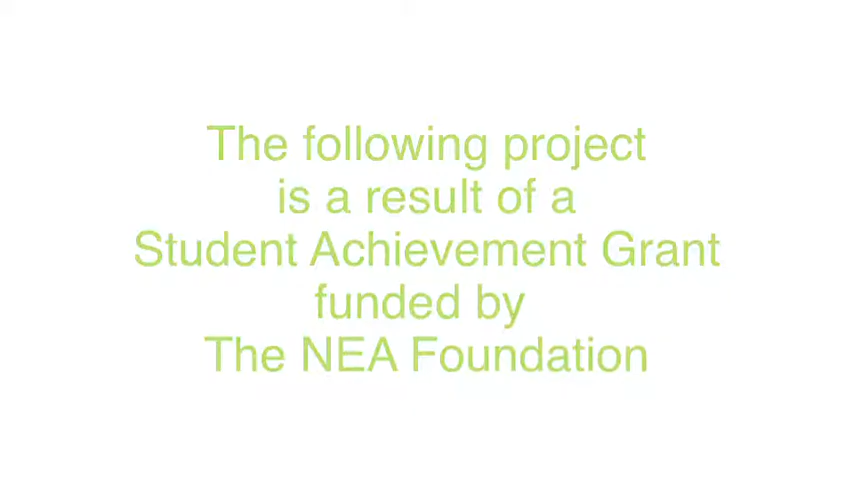 The following project
is a result of a
Student Achievement Grant
funded by
The NEA Foundation